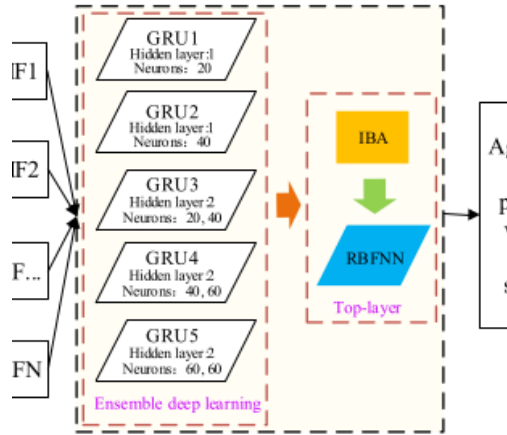 IF1
IF2
F...
FN
GRU1
Hidden layer:1
Neurons: 20
GRU2
Hidden layer:1
Neurons: 40
GRU3
Hidden layer:2
Neurons: 20, 40
GRU4
Hidden layer:2
Neurons: 40, 60
GRU5
Hidden layer:2
Neurons: 60, 60
Ensemble deep learning
IBA
RBFNN
Top-layer